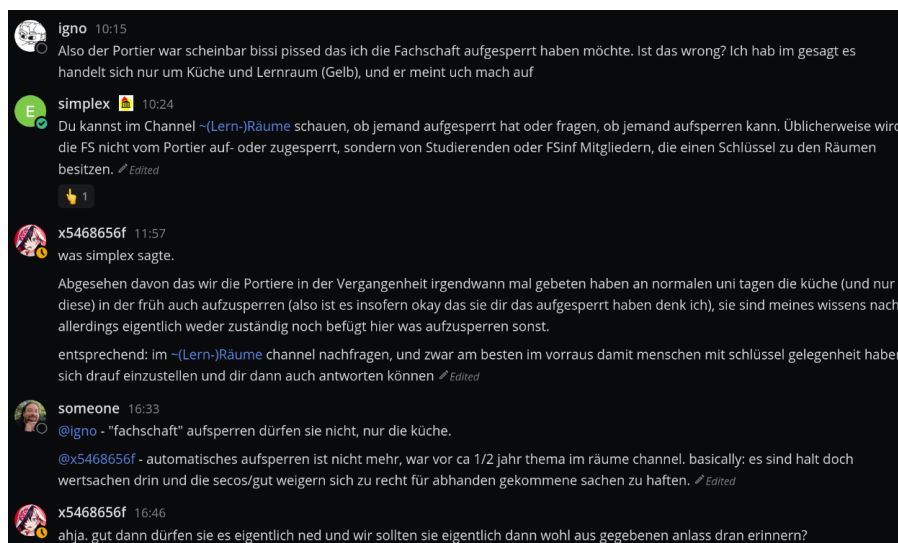 igno 10:15
Also der Portier war scheinbar bissi pissed das ich die Fachschaft aufgesperrt haben möchte. Ist das wrong? Ich hab im gesagt es
handelt sich nur um Küche und Lernraum (Gelb), und er meint uch mach auf
E
simplex 10:24
Du kannst im Channel ~(Lern-)Räume schauen, ob jemand aufgesperrt hat oder fragen, ob jemand aufsperren kann. Üblicherweise wird
die FS nicht vom Portier auf- oder zugesperrt, sondern von Studierenden oder FSinf Mitgliedern, die einen Schlüssel zu den Räumen
besitzen. Edited
1
x5468656f 11:57
was simplex sagte.
Abgesehen davon das wir die Portiere in der Vergangenheit irgendwann mal gebeten haben an normalen uni tagen die küche (und nur
diese) in der früh auch aufzusperren (also ist es insofern okay das sie dir das aufgesperrt haben denk ich), sie sind meines wissens nach
allerdings eigentlich weder zuständig noch befügt hier was aufzusperren sonst.
entsprechend: im ~(Lern-)Räume channel nachfragen, und zwar am besten im vorraus damit menschen mit schlüssel gelegenheit haben
sich drauf einzustellen und dir dann auch antworten können Edited
someone 16:33
@igno - "fachschaft" aufsperren dürfen sie nicht, nur die küche.
@x5468656f - automatisches aufsperren ist nicht mehr, war vor ca 1/2 jahr thema im räume channel. basically: es sind halt doch
wertsachen drin und die secos/gut weigern sich zu recht für abhanden gekommene sachen zu haften. Edited
x5468656f 16:46
ahja. gut dann dürfen sie es eigentlich ned und wir sollten sie eigentlich dann wohl aus gegebenen anlass dran erinnern?